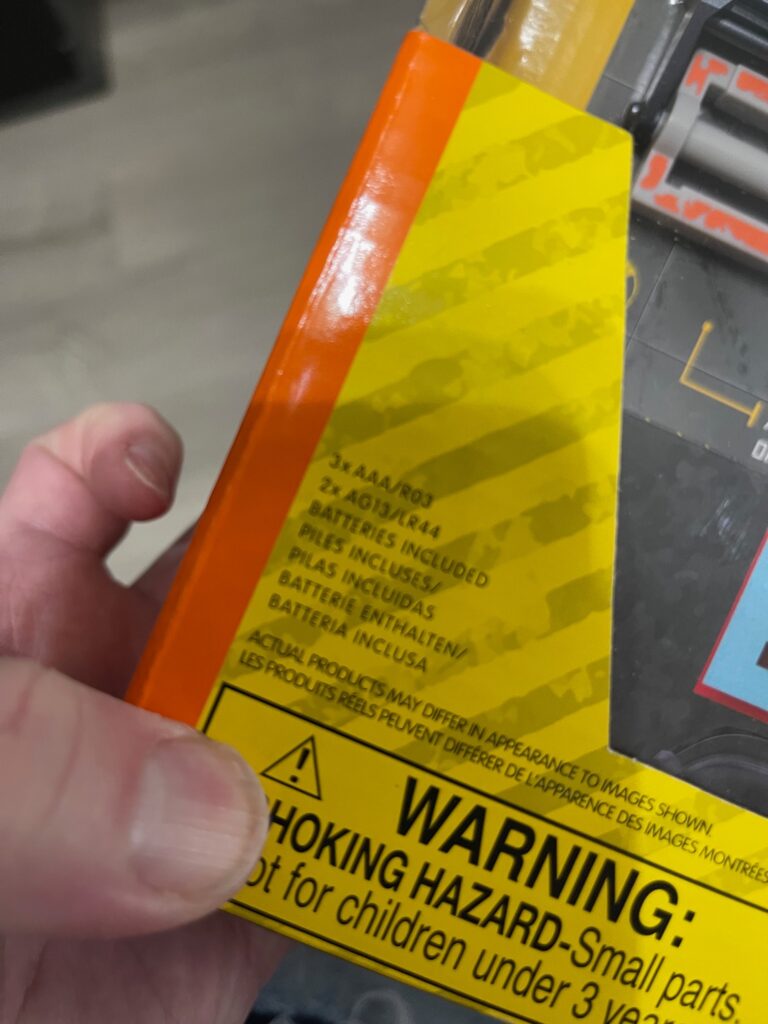 3x AAA/R03
2x AG13/LR44
BATTERIES INCLUDED
PILES INCLUSES/
PILAS INCLUIDAS
BATTERIE ENTHALTEN/
BATTERIA INCLUSA
ACTUAL PRODUCTS MAY DIFFER IN APPEARANCE TO IMAGES SHOWN.
LES PRODUITS RÉELS PEUVENT DIFFÉRER DE L'APPARENCE DES IMAGES MONTRÉES
WARNING:
HOKING HAZARD-Small parts.
ot for children under 3 year